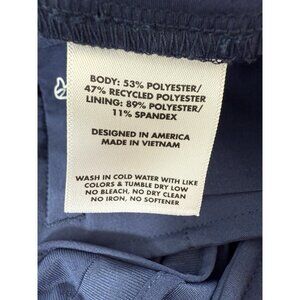 BODY: 53% POLYESTER/
47% RECYCLED POLYESTER
LINING: 89% POLYESTER/
11% SPANDEX
DESIGNED IN AMERICA
MADE IN VIETNAM
WASH IN COLD WATER WITH LIKE
COLORS & TUMBLE DRY LOW
NO BLEACH, NO DRY CLEAN
NO IRON, NO SOFTENER